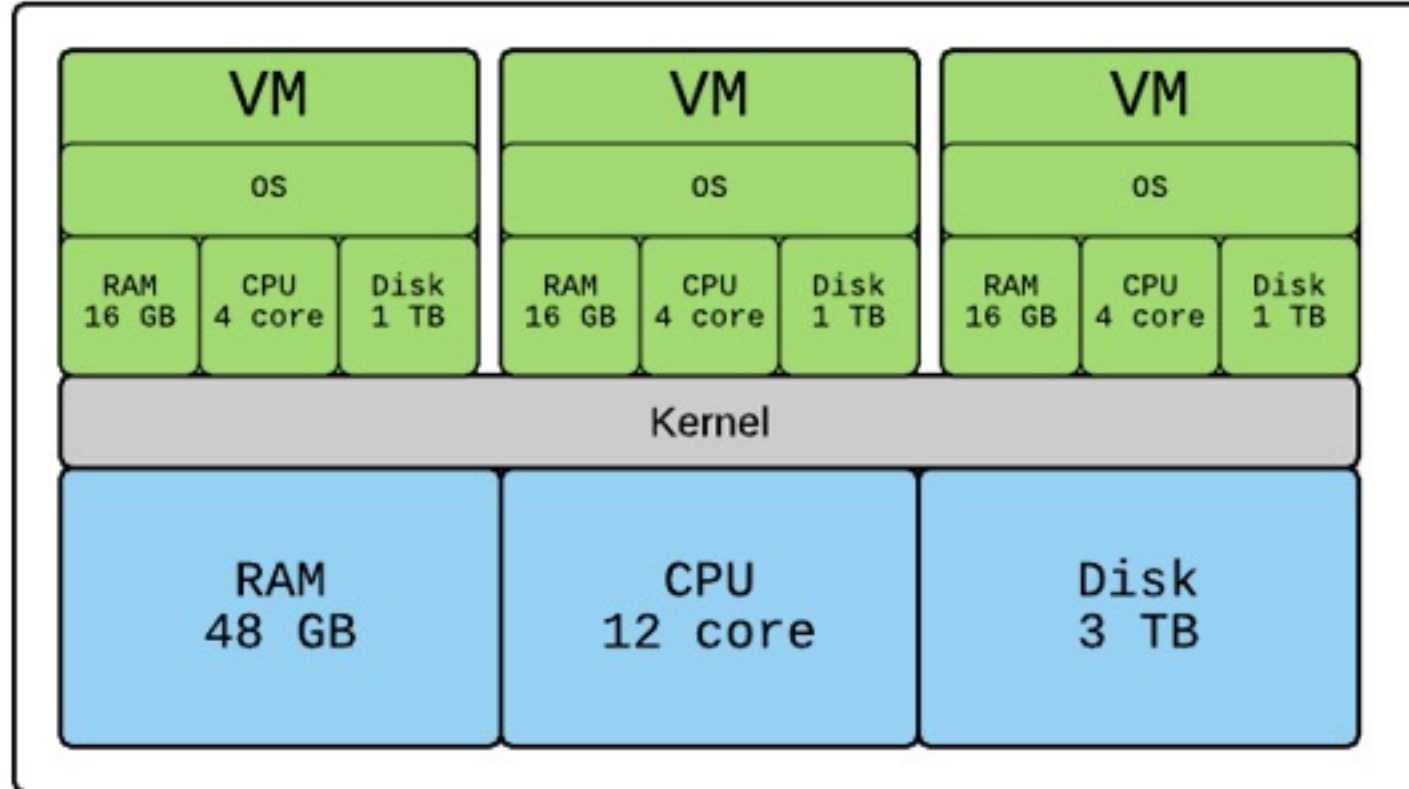 VM VM VM
OS OS OS
RAM CPU Disk RAM CPU Disk RAM CPU Disk
16 GB 4 core 1 TB 16 GB 4 core 1 TB 16 GB 4 core 1 TB
Kernel
RAM CPU Disk
48 GB 12 core 3 TB